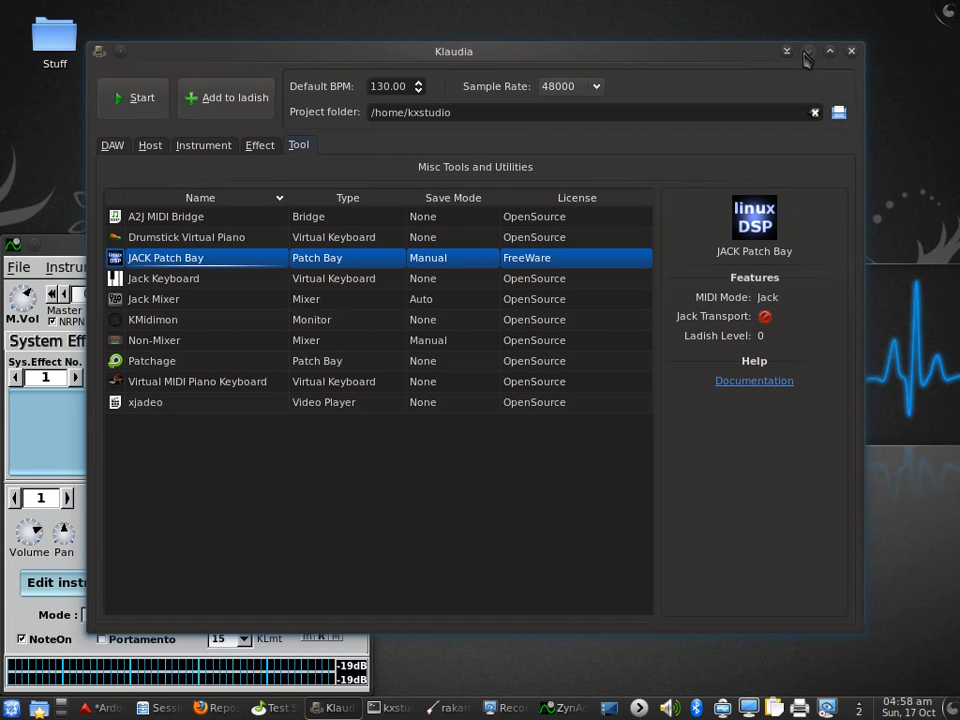 Stuff
Klaudia
Start
Add to ladish
Default BPM: 130.00
Sample Rate: 48000
Project folder: /home/kxstudio
DAW Host Instrument Effect Tool
Misc Tools and Utilities
Name Type Save Mode License
A2J MIDI Bridge Bridge None OpenSource
Drumstick Virtual Piano Virtual Keyboard None OpenSource
JACK Patch Bay Patch Bay Manual FreeWare
Jack Keyboard Virtual Keyboard None OpenSource
Jack Mixer Mixer Auto OpenSource
KMidimon Monitor None OpenSource
Non-Mixer Mixer Manual OpenSource
Patchage Patch Bay None OpenSource
Virtual MIDI Piano Keyboard Virtual Keyboard None OpenSource
xjadeo Video Player None OpenSource
linux
DSP
JACK Patch Bay
Features
MIDI Mode: Jack
Jack Transport:
Ladish Level: 0
Help
Documentation
File Instru
Master
M.Vol NRPN
System Eff
Sys.Effect No.
1
1
Volume Pan
Edit inst
Mode :
NoteOn Portamento 15 KLmt
-19dB
-19dB
*Ardo Sessi Repo Test S Klaud kxstu rakan Reco ZynA 2
04:58 am
Sun, 17 Oct